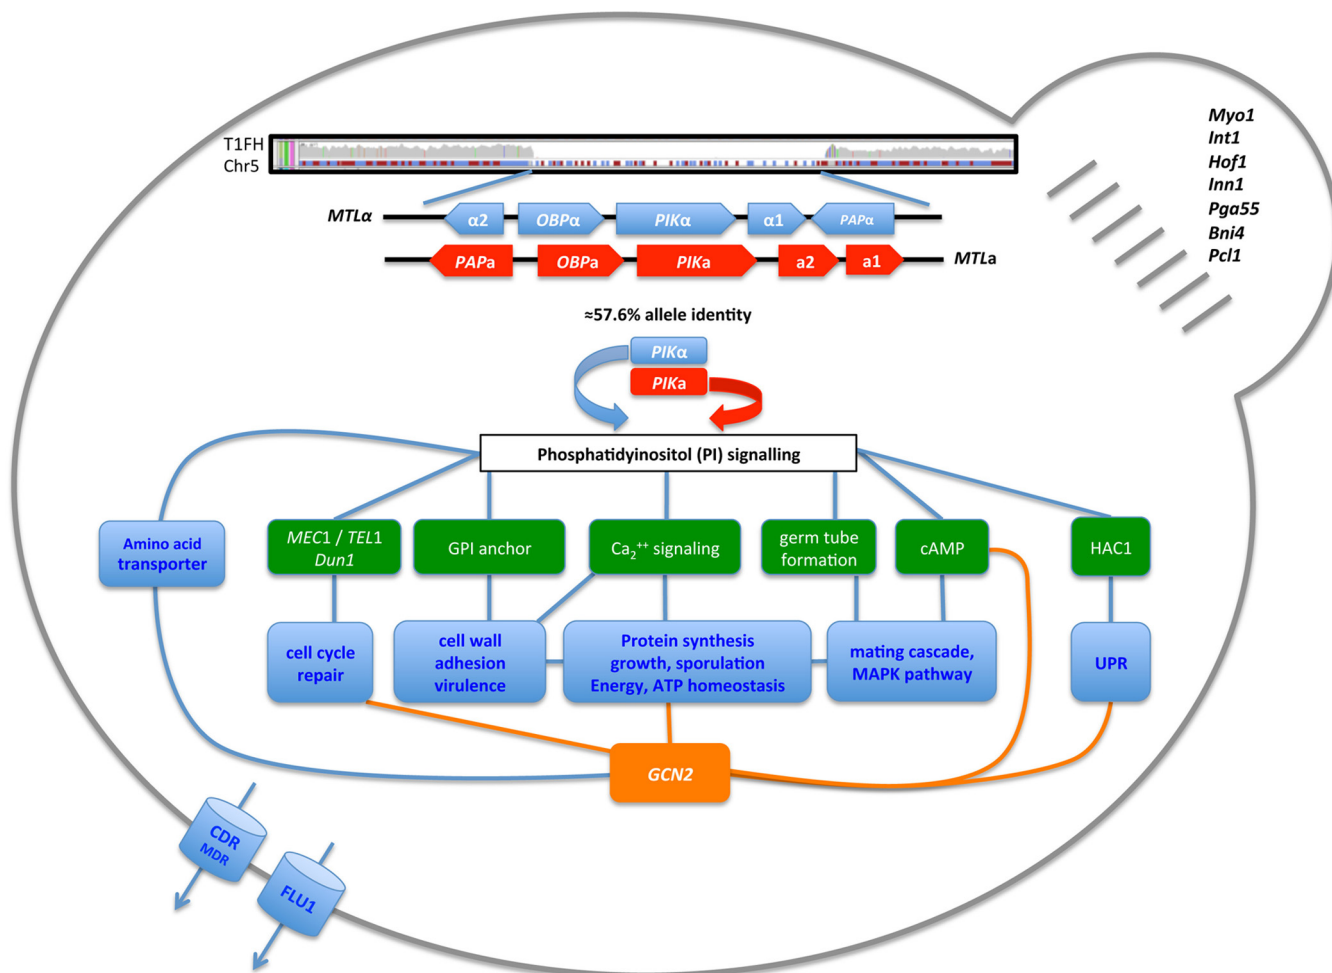 T1FH
Chr5
Myo1
Int1
Hof1
Inn1
Pga55
Bni4
Pcl1
MTLα
α2
OBPα
PIKα
α1
PAPα
PAPa
OBPa
PIKa
a2
a1
MTLa
≈57.6% allele identity
PIKα
PIKa
Phosphatidyinositol (PI) signalling
Amino acid
transporter
MEC1 / TEL1
Dun1
GPI anchor
Ca₂⁺⁺ signaling
germ tube
formation
cAMP
HAC1
cell cycle
repair
cell wall
adhesion
virulence
Protein synthesis
growth, sporulation
Energy, ATP homeostasis
mating cascade,
MAPK pathway
UPR
GCN2
CDR
MDR
FLU1